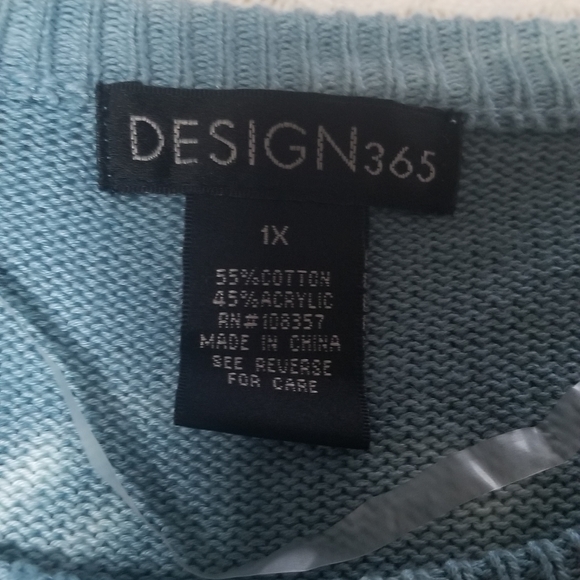 DESIGN365
1X
55%COTTON
45%ACRYLIC
RN#108357
MADE IN CHINA
SEE REVERSE
FOR CARE